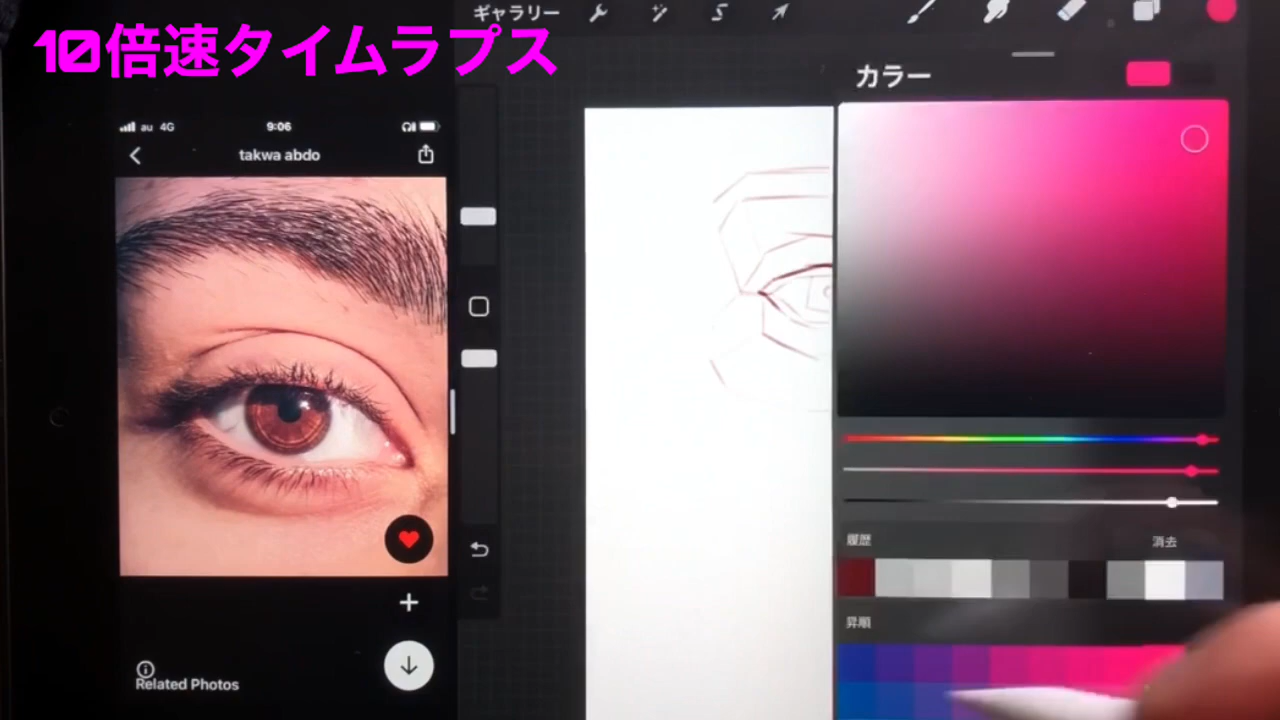 10倍速タイムラプス
ギャラリー
カラー
au 4G
9:06
takwa abdo
履歴
消去
昇順
Related Photos